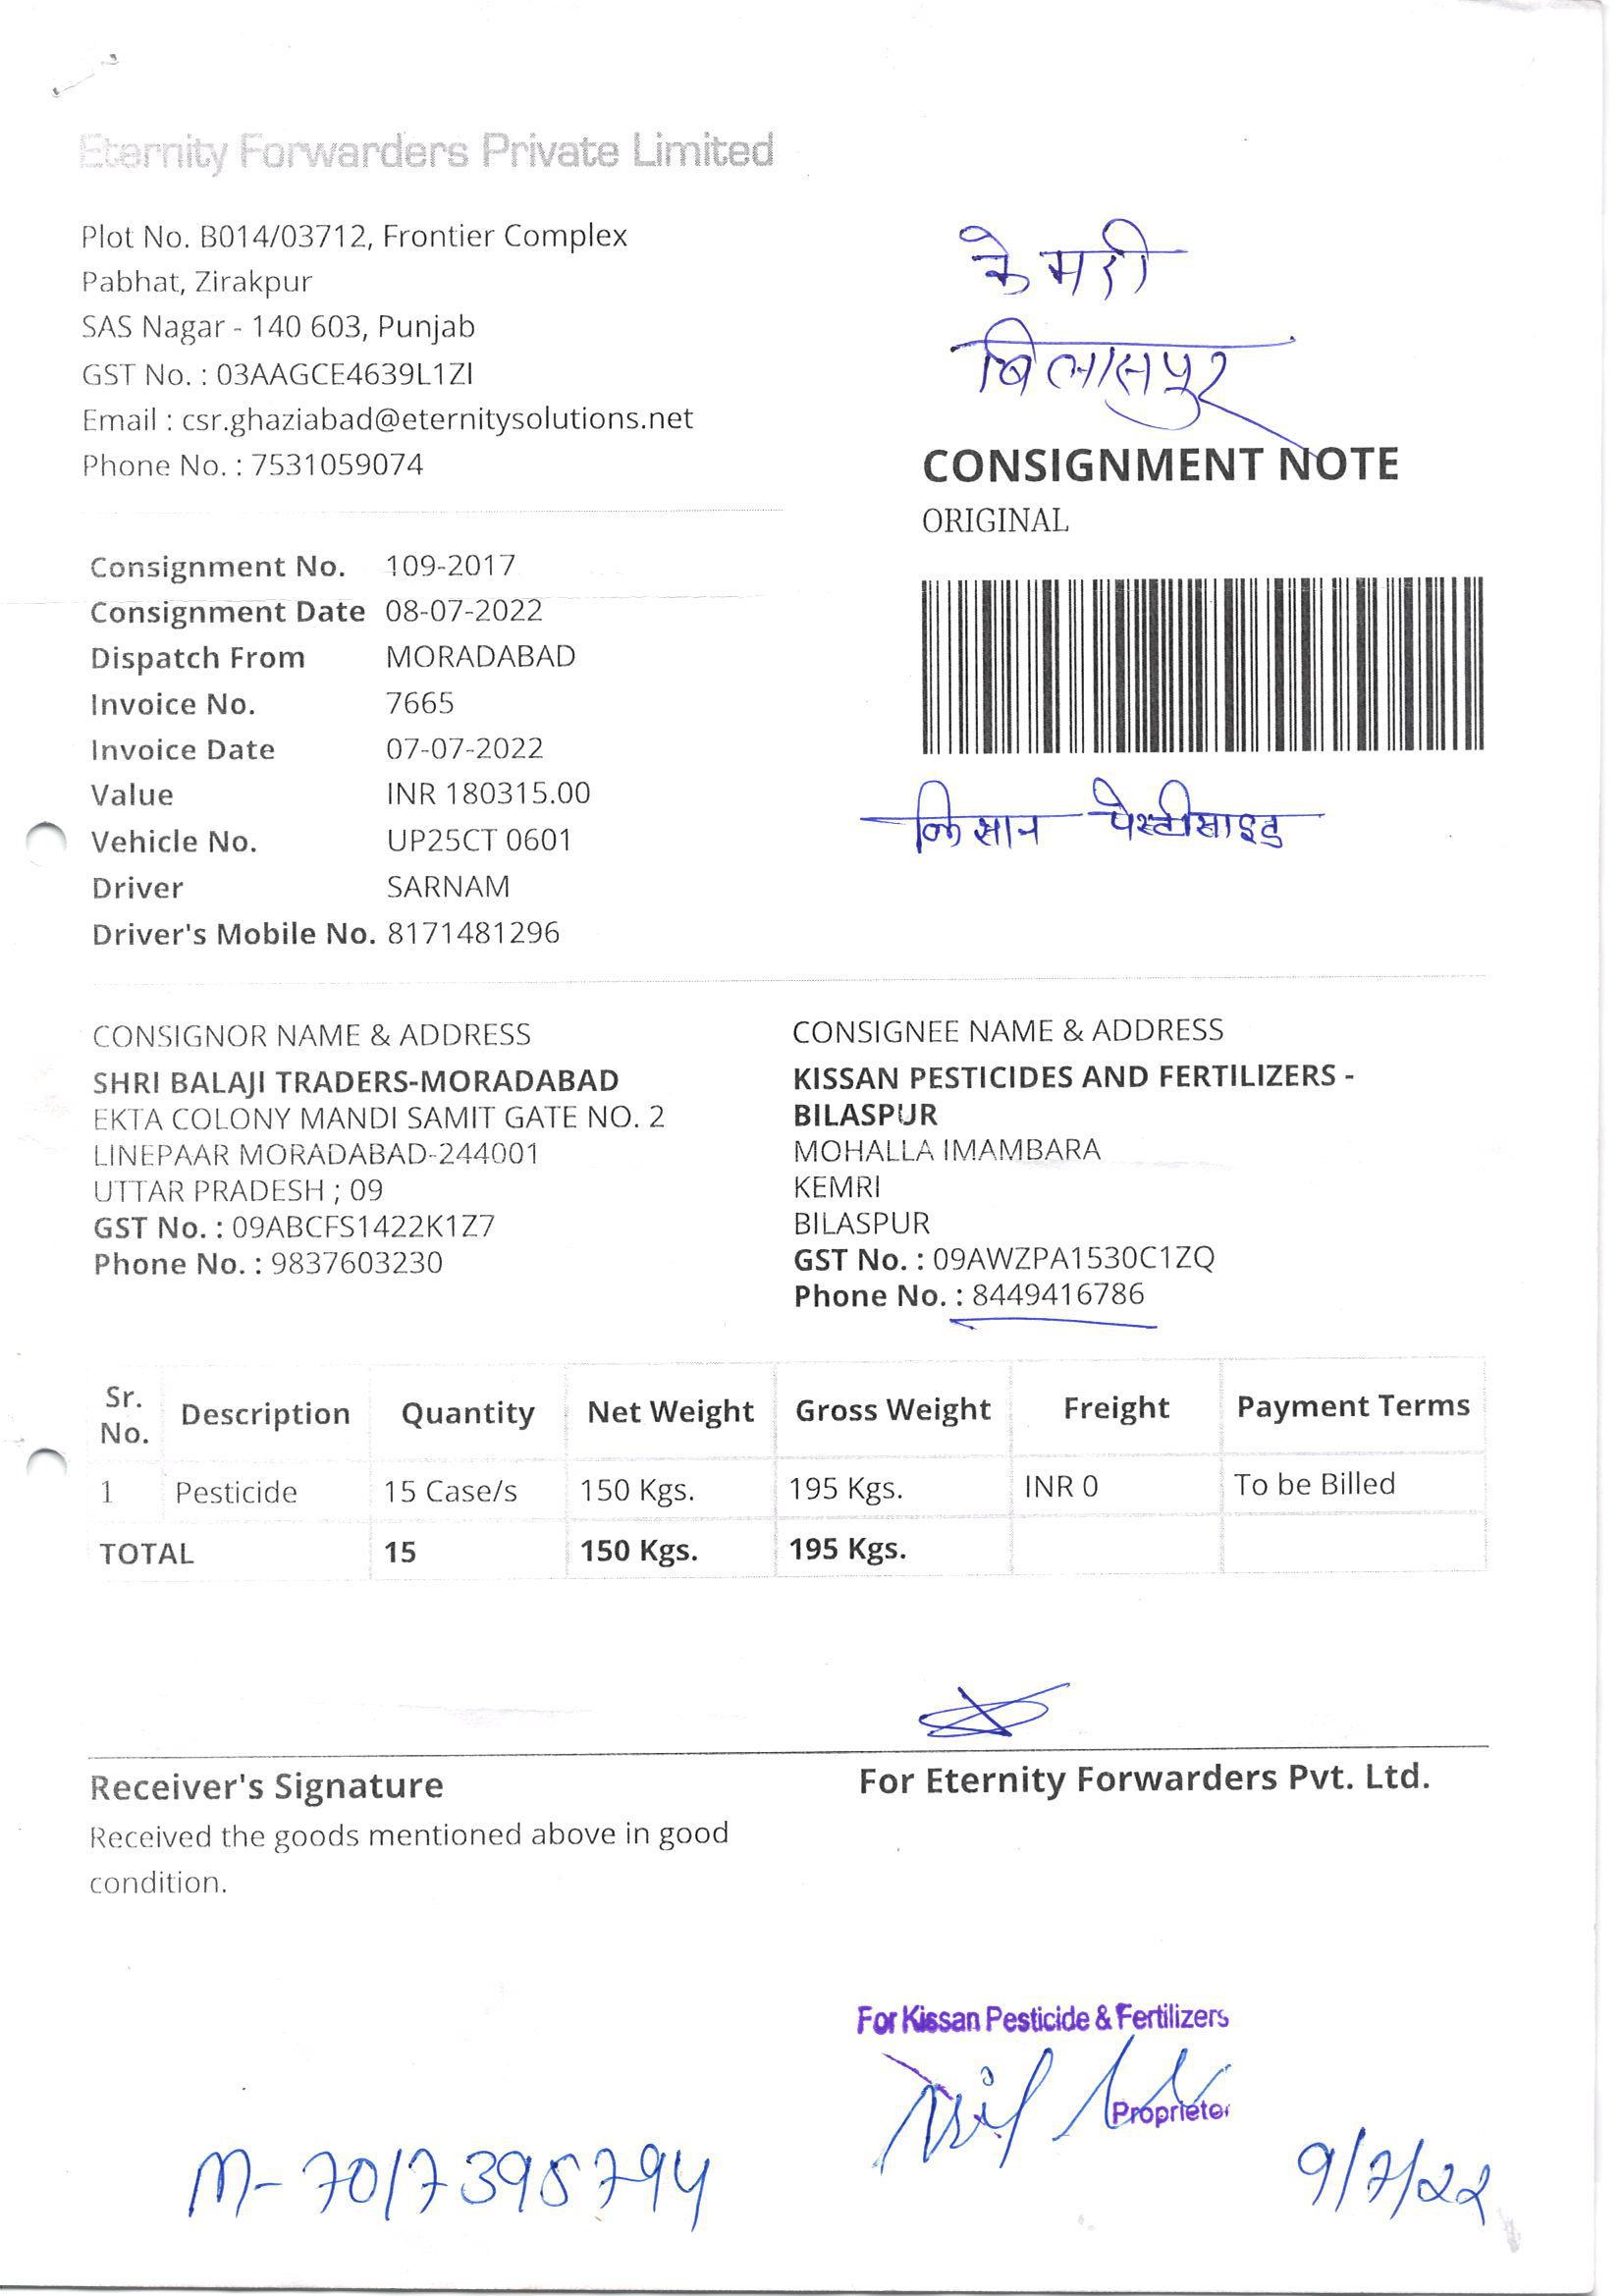 Eternity Forwarders Private Limited
Plot No. B014/03712, Frontier Complex
Pabhat, Zirakpur
SAS Nagar - 140 603, Punjab
GST No. : 03AAGCE4639L1ZI
Email : csr.ghaziabad@eternitysolutions.net
Phone No. : 7531059074
केमरी
बिलासपुर
CONSIGNMENT NOTE
ORIGINAL
Consignment No. 109-2017
Consignment Date 08-07-2022
Dispatch From MORADABAD
Invoice No. 7665
Invoice Date 07-07-2022
Value INR 180315.00
Vehicle No. UP25CT 0601
Driver SARNAM
Driver's Mobile No. 8171481296
किसान पेस्टीसाइड
CONSIGNOR NAME & ADDRESS
SHRI BALAJI TRADERS-MORADABAD
EKTA COLONY MANDI SAMIT GATE NO. 2
LINEPAAR MORADABAD-244001
UTTAR PRADESH ; 09
GST No. : 09ABCFS1422K1Z7
Phone No. : 9837603230
CONSIGNEE NAME & ADDRESS
KISSAN PESTICIDES AND FERTILIZERS -
BILASPUR
MOHALLA IMAMBARA
KEMRI
BILASPUR
GST No. : 09AWZPA1530C1ZQ
Phone No. : 8449416786
Sr. No. Description Quantity Net Weight Gross Weight Freight Payment Terms
1 Pesticide 15 Case/s 150 Kgs. 195 Kgs. INR 0 To be Billed
TOTAL 15 150 Kgs. 195 Kgs.
Receiver's Signature
Received the goods mentioned above in good
condition.
For Eternity Forwarders Pvt. Ltd.
For Kissan Pesticide & Fertilizers
Proprietor
M- 7017398794
9/7/22